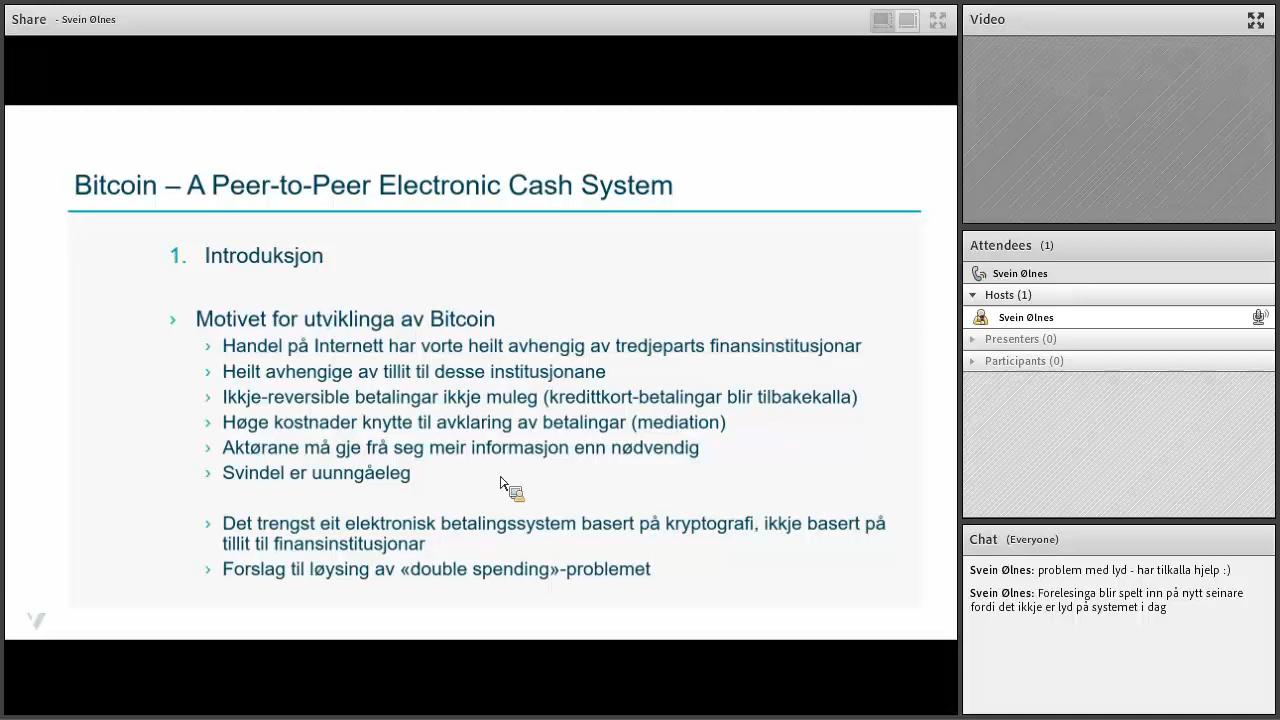 Share - Svein Ølnes
Bitcoin – A Peer-to-Peer Electronic Cash System
1. Introduksjon
› Motivet for utviklinga av Bitcoin
› Handel på Internett har vorte heilt avhengig av tredjeparts finansinstitusjonar
› Heilt avhengige av tillit til desse institusjonane
› Ikkje-reversible betalingar ikkje muleg (kredittkort-betalingar blir tilbakekalla)
› Høge kostnader knytte til avklaring av betalingar (mediation)
› Aktørane må gje frå seg meir informasjon enn nødvendig
› Svindel er uunngåeleg
› Det trengst eit elektronisk betalingssystem basert på kryptografi, ikkje basert på
tillit til finansinstitusjonar
› Forslag til løysing av «double spending»-problemet
Video
Attendees (1)
Svein Ølnes
Hosts (1)
Svein Ølnes
Presenters (0)
Participants (0)
Chat (Everyone)
Svein Ølnes: problem med lyd - har tilkalla hjelp :)
Svein Ølnes: Forelesinga blir spelt inn på nytt seinare
fordi det ikkje er lyd på systemet i dag